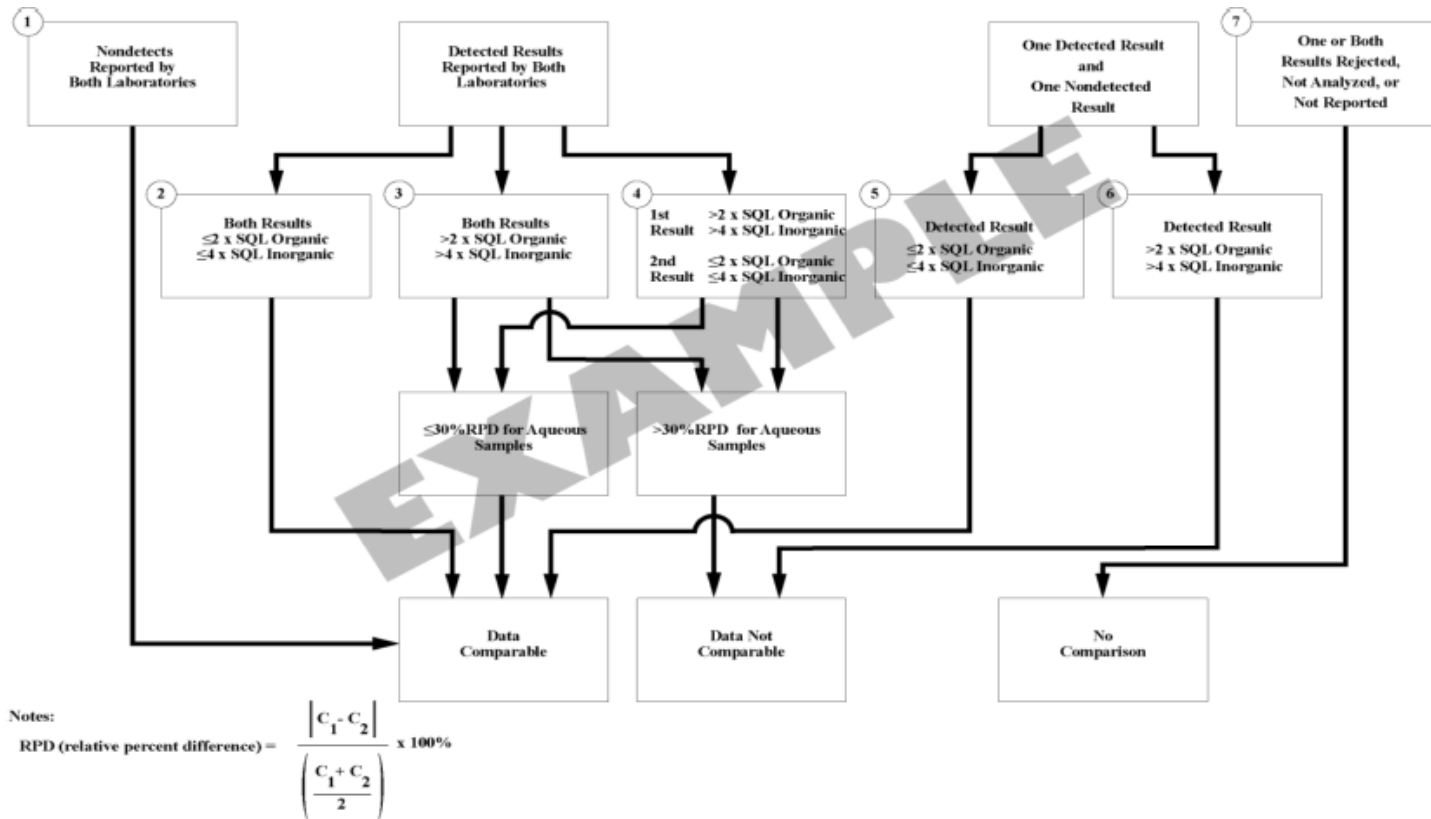 1
Nondetects
Reported by
Both Laboratories
Detected Results
Reported by Both
Laboratories
One Detected Result
and
One Nondetected
Result
7
One or Both
Results Rejected,
Not Analyzed, or
Not Reported
2
Both Results
≤2 x SQL Organic
≤4 x SQL Inorganic
3
Both Results
>2 x SQL Organic
>4 x SQL Inorganic
4
1st >2 x SQL Organic
Result >4 x SQL Inorganic
2nd ≤2 x SQL Organic
Result ≤4 x SQL Inorganic
5
Detected Result
≤2 x SQL Organic
≤4 x SQL Inorganic
6
Detected Result
>2 x SQL Organic
>4 x SQL Inorganic
≤30%RPD for Aqueous
Samples
>30%RPD for Aqueous
Samples
EXAMPLE
Data
Comparable
Data Not
Comparable
No
Comparison
Notes:
RPD (relative percent difference) = |C1 - C2| / ((C1 + C2) / 2) x 100%